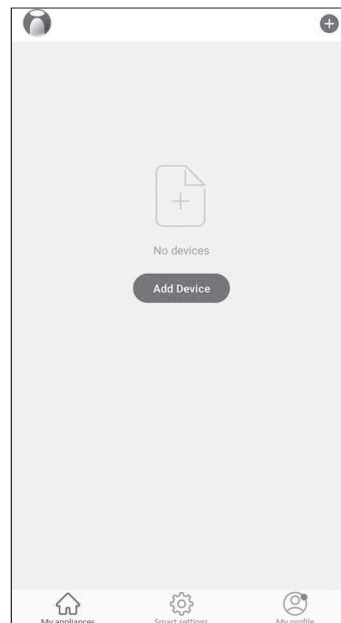 No devices
Add Device
My appliances
Smart settings
My profile